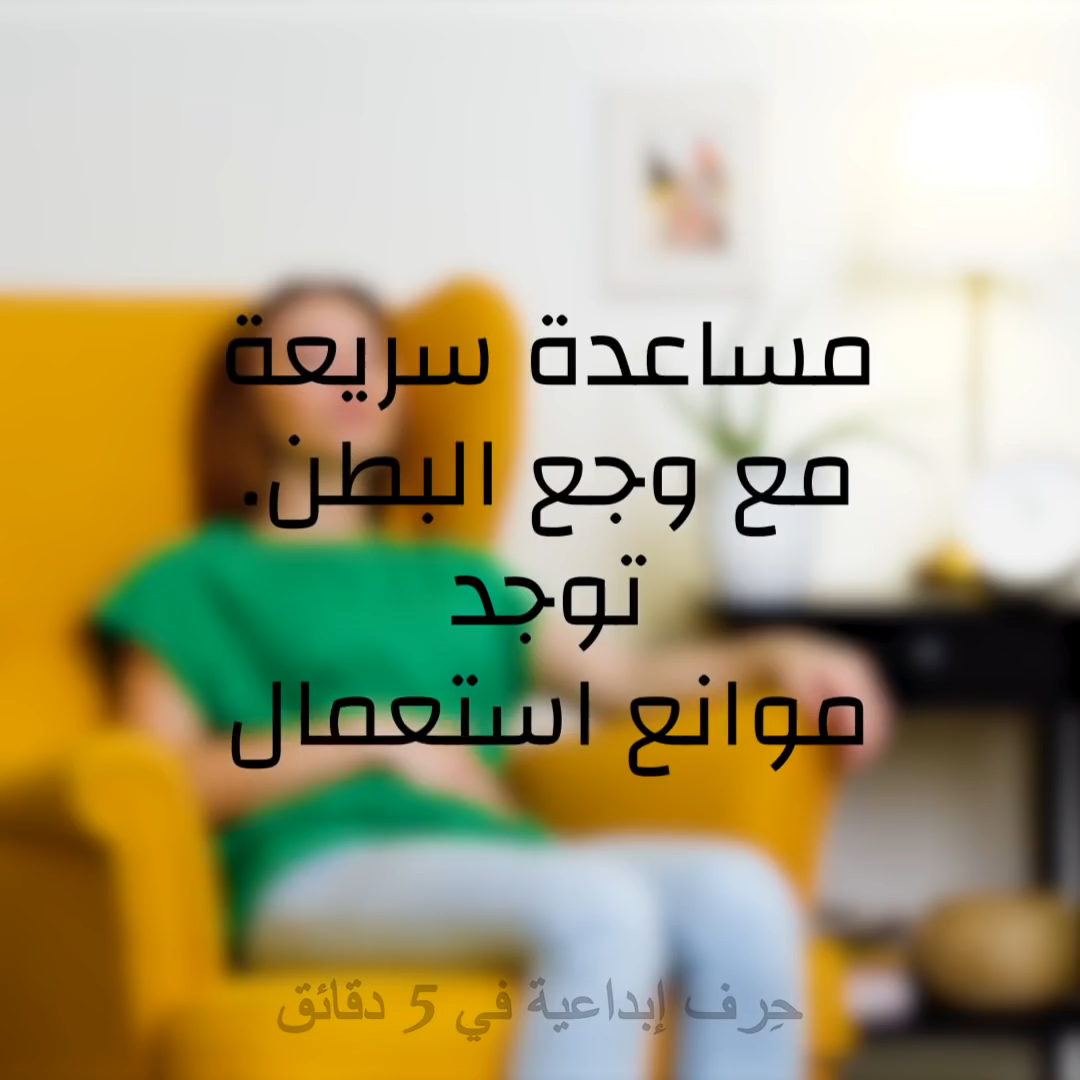 مساعدة سريعة
مع وجع البطن.
توجد
موانع استعمال
حِرف إبداعية في 5 دقائق